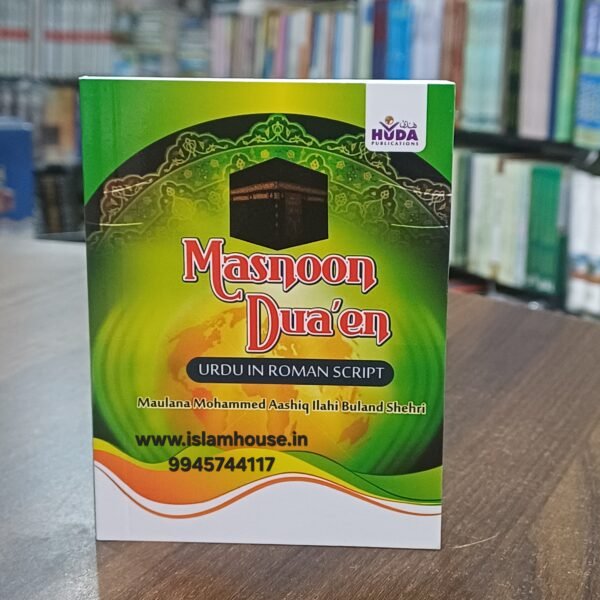 HUDA
PUBLICATIONS
Masnoon
Dua'en
URDU IN ROMAN SCRIPT
Maulana Mohammed Aashiq Ilahi Buland Shehri
www.islamhouse.in
9945744117